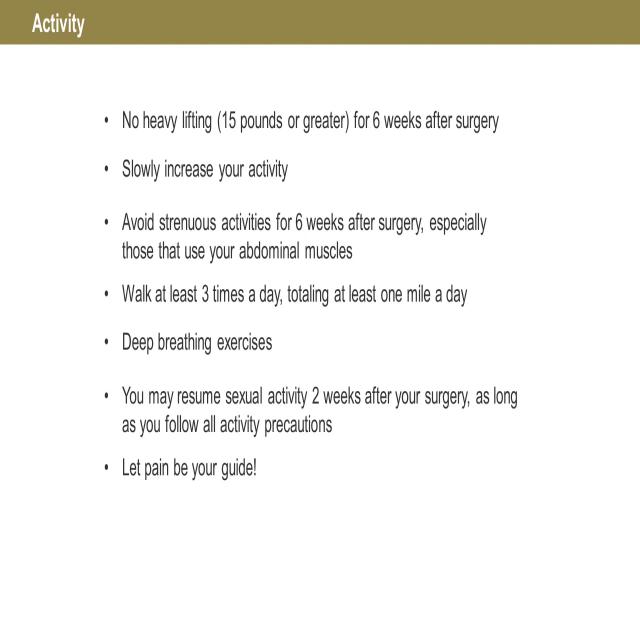 Activity
• No heavy lifting (15 pounds or greater) for 6 weeks after surgery
• Slowly increase your activity
• Avoid strenuous activities for 6 weeks after surgery, especially
those that use your abdominal muscles
• Walk at least 3 times a day, totaling at least one mile a day
• Deep breathing exercises
• You may resume sexual activity 2 weeks after your surgery, as long
as you follow all activity precautions
• Let pain be your guide!